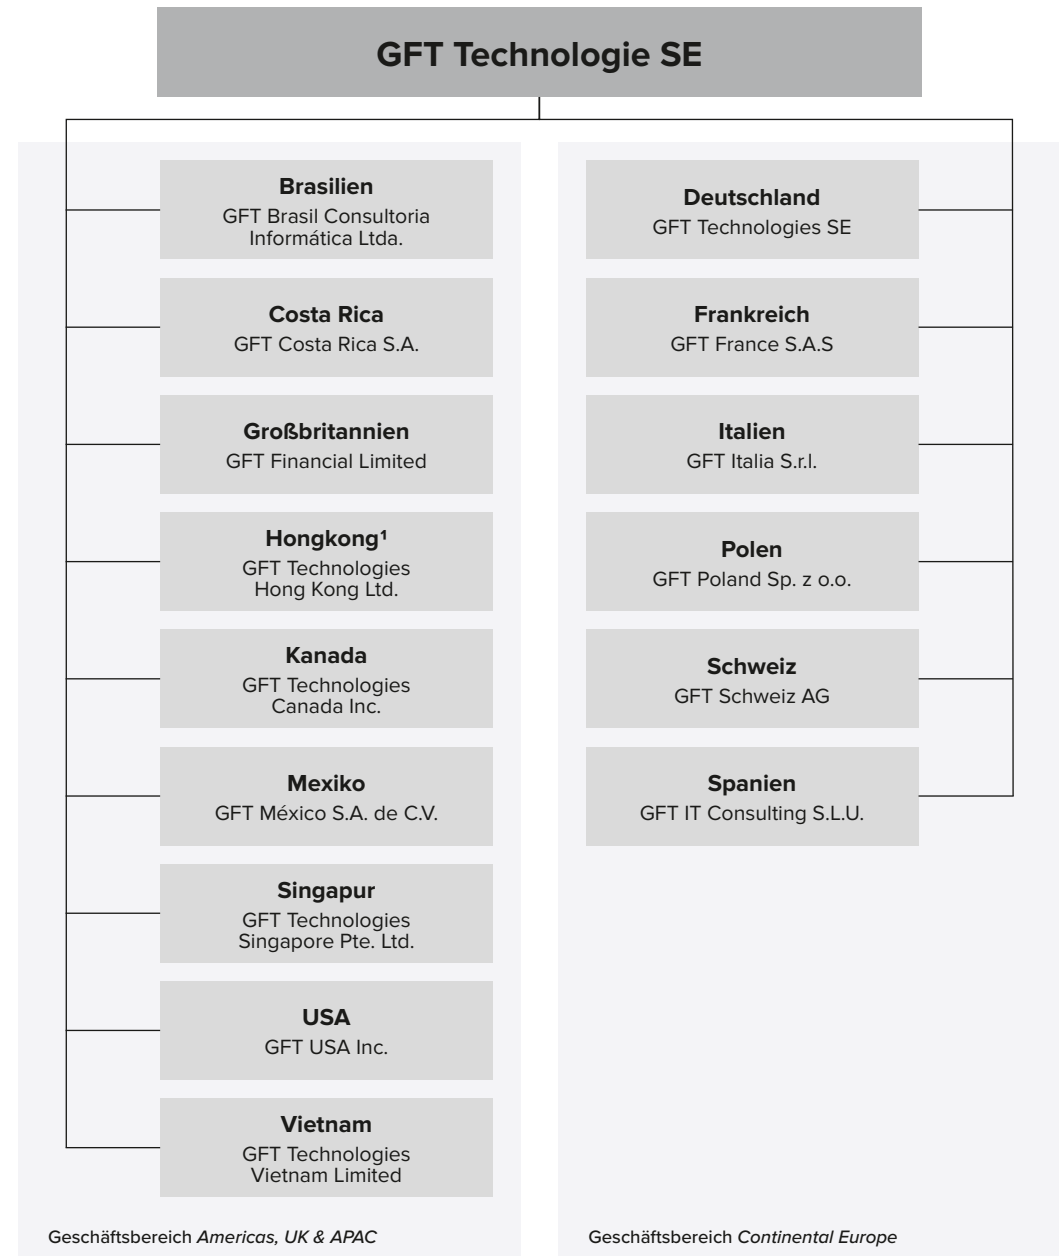 GFT Technologie SE
Brasilien
GFT Brasil Consultoria
Informática Ltda.
Costa Rica
GFT Costa Rica S.A.
Großbritannien
GFT Financial Limited
Hongkong¹
GFT Technologies
Hong Kong Ltd.
Kanada
GFT Technologies
Canada Inc.
Mexiko
GFT México S.A. de C.V.
Singapur
GFT Technologies
Singapore Pte. Ltd.
USA
GFT USA Inc.
Vietnam
GFT Technologies
Vietnam Limited
Geschäftsbereich Americas, UK & APAC
Deutschland
GFT Technologies SE
Frankreich
GFT France S.A.S
Italien
GFT Italia S.r.l.
Polen
GFT Poland Sp. z o.o.
Schweiz
GFT Schweiz AG
Spanien
GFT IT Consulting S.L.U.
Geschäftsbereich Continental Europe